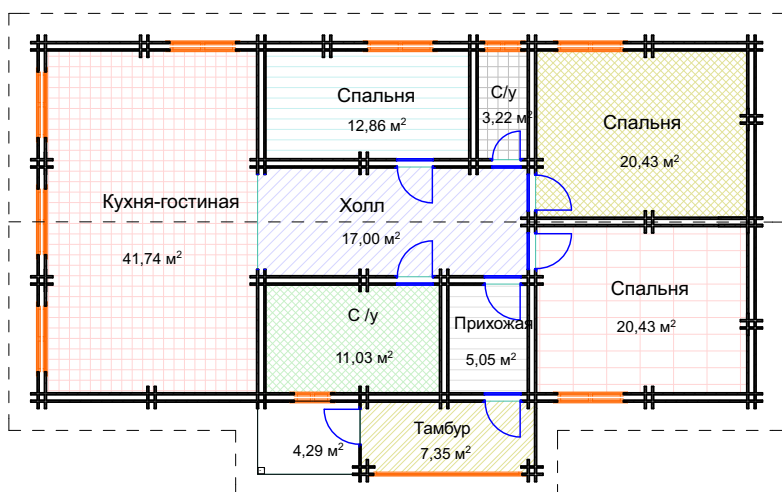 Спальня
12,86 м²
С/у
3,22 м²
Спальня
20,43 м²
Кухня-гостиная
41,74 м²
Холл
17,00 м²
С /у
11,03 м²
Прихожая
5,05 м²
Спальня
20,43 м²
4,29 м²
Тамбур
7,35 м²